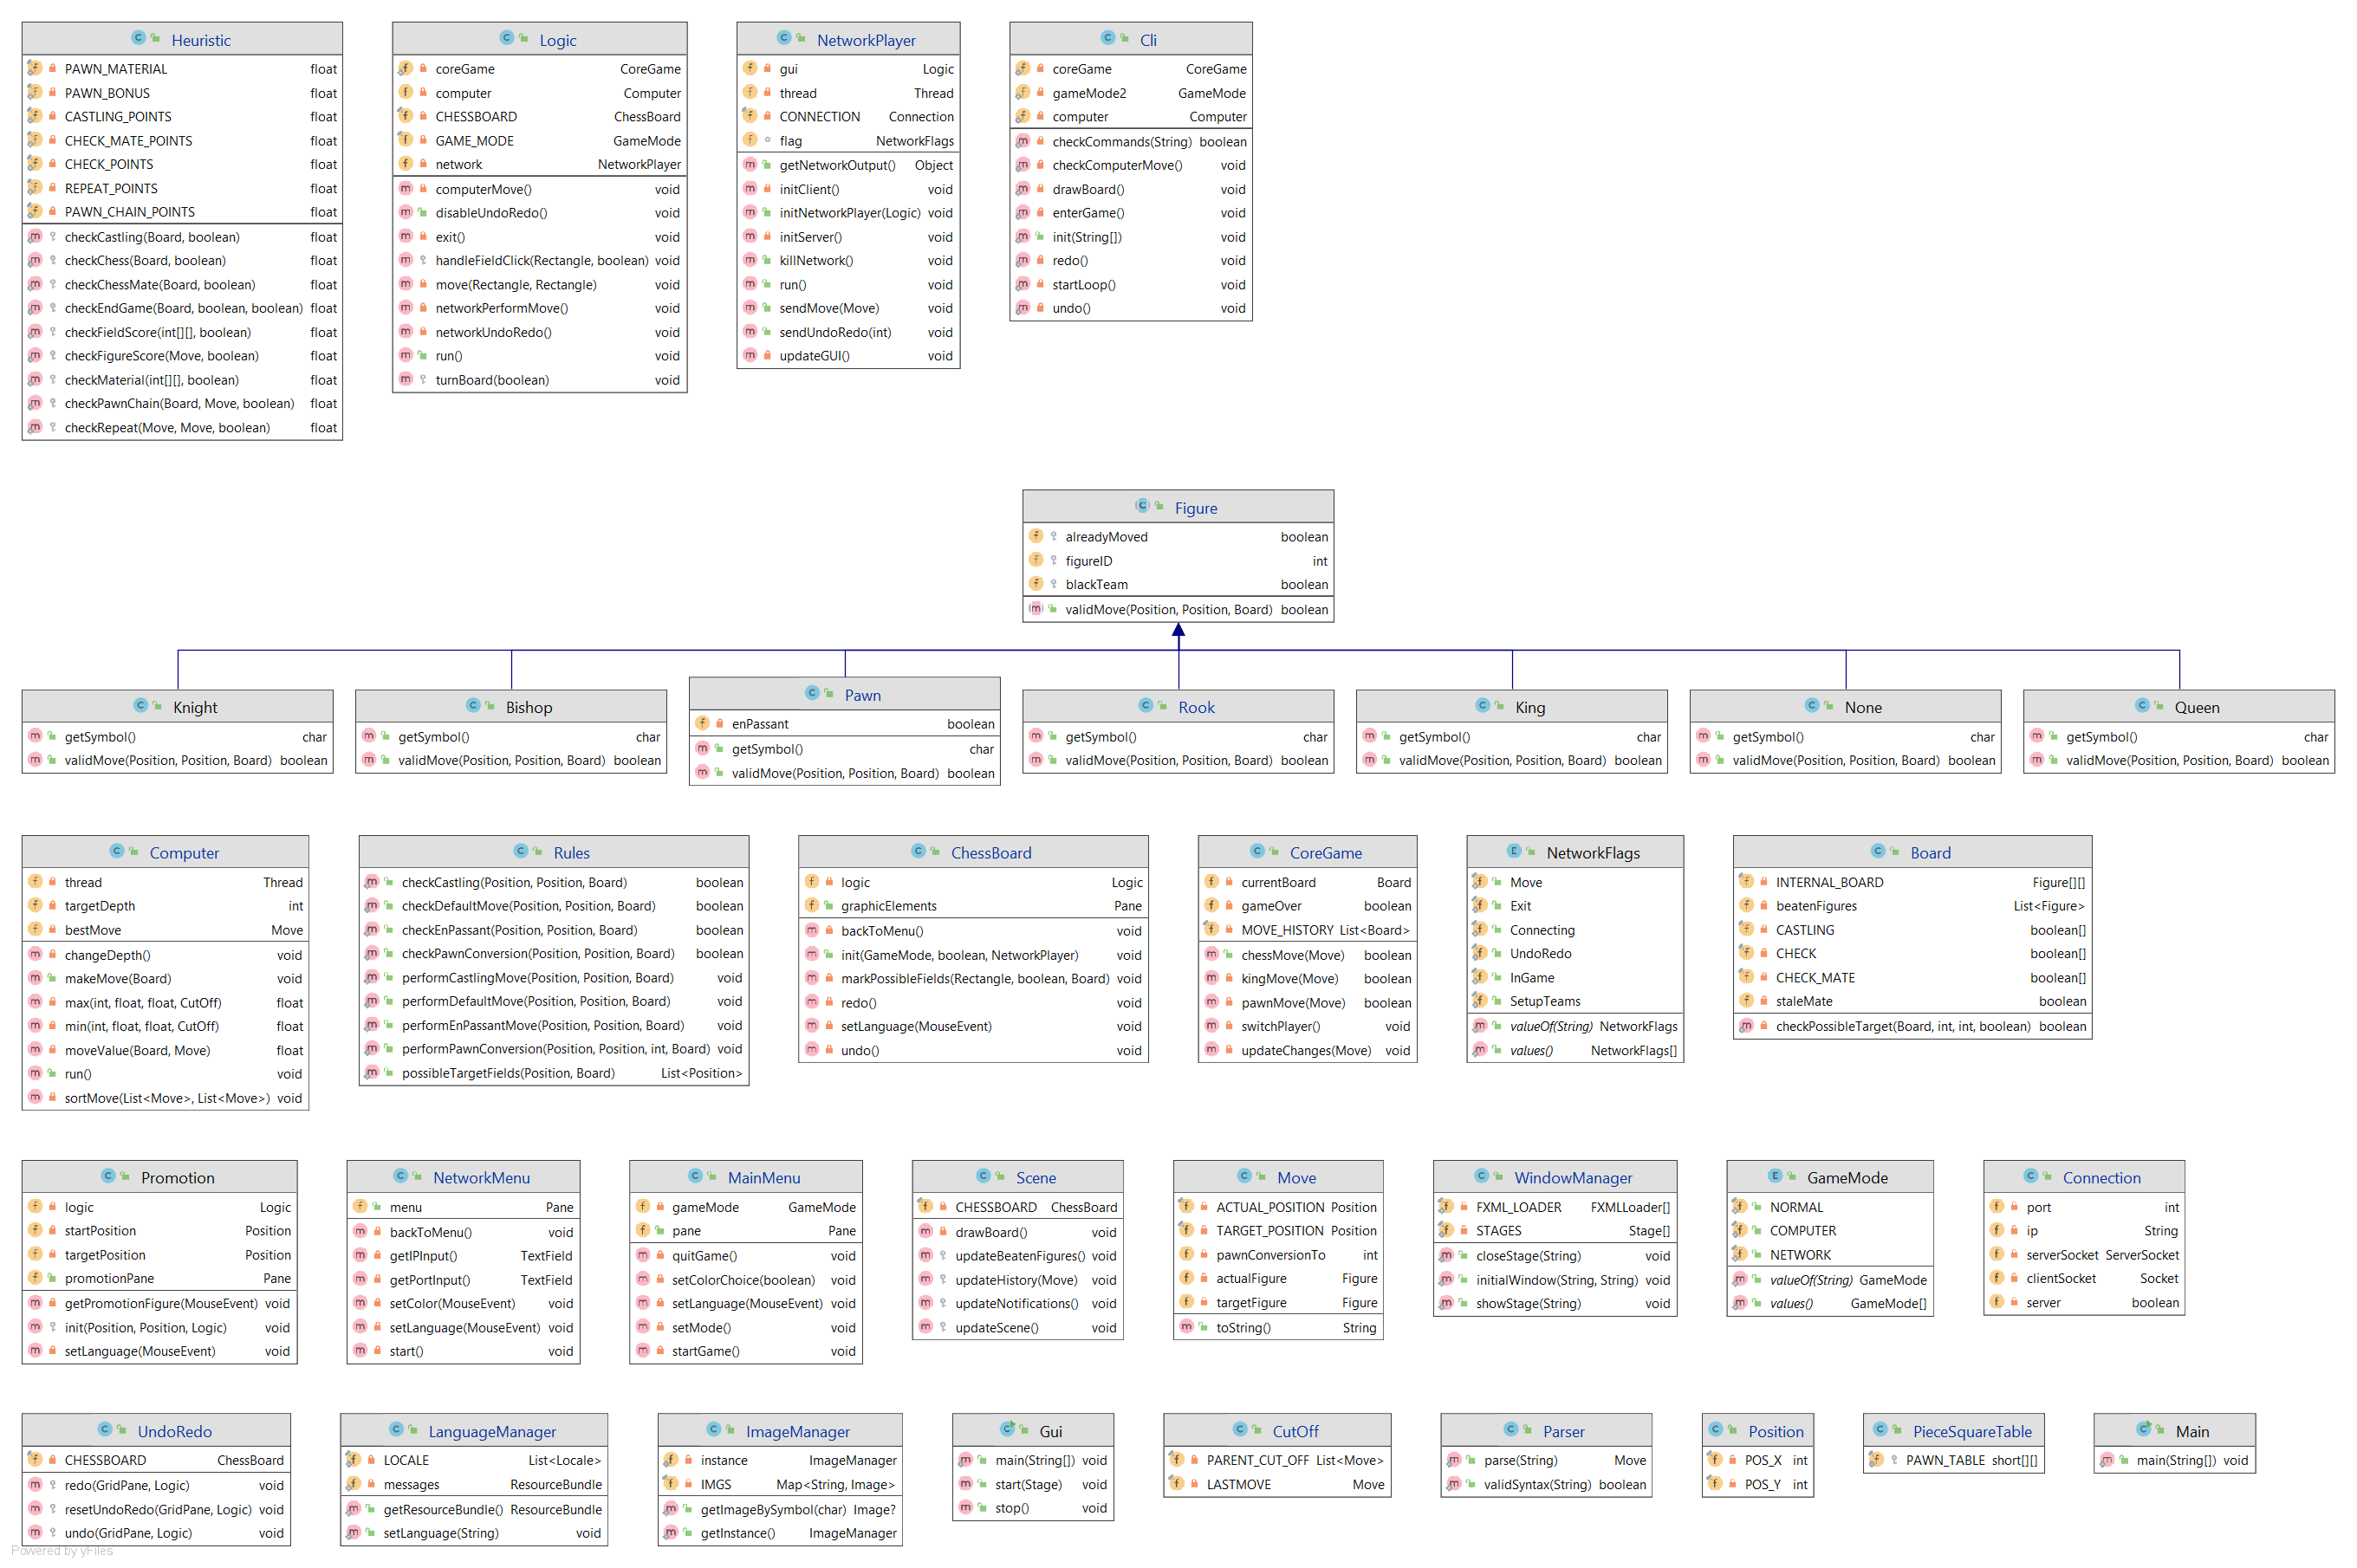 Heuristic
PAWN_MATERIAL float
PAWN_BONUS float
CASTLING_POINTS float
CHECK_MATE_POINTS float
CHECK_POINTS float
REPEAT_POINTS float
PAWN_CHAIN_POINTS float
checkCastling(Board, boolean) float
checkChess(Board, boolean) float
checkChessMate(Board, boolean) float
checkEndGame(Board, boolean, boolean) float
checkFieldScore(int[][], boolean) float
checkFigureScore(Move, boolean) float
checkMaterial(int[][], boolean) float
checkPawnChain(Board, Move, boolean) float
checkRepeat(Move, Move, boolean) float
Logic
coreGame CoreGame
computer Computer
CHESSBOARD ChessBoard
GAME_MODE GameMode
network NetworkPlayer
computerMove() void
disableUndoRedo() void
exit() void
handleFieldClick(Rectangle, boolean) void
move(Rectangle, Rectangle) void
networkPerformMove() void
networkUndoRedo() void
run() void
turnBoard(boolean) void
NetworkPlayer
gui Logic
thread Thread
CONNECTION Connection
flag NetworkFlags
getNetworkOutput() Object
initClient() void
initNetworkPlayer(Logic) void
initServer() void
killNetwork() void
run() void
sendMove(Move) void
sendUndoRedo(int) void
updateGUI() void
Cli
coreGame CoreGame
gameMode2 GameMode
computer Computer
checkCommands(String) boolean
checkComputerMove() void
drawBoard() void
enterGame() void
init(String[]) void
redo() void
startLoop() void
undo() void
Figure
alreadyMoved boolean
figureID int
blackTeam boolean
validMove(Position, Position, Board) boolean
Knight
getSymbol() char
validMove(Position, Position, Board) boolean
Bishop
getSymbol() char
validMove(Position, Position, Board) boolean
Pawn
enPassant boolean
getSymbol() char
validMove(Position, Position, Board) boolean
Rook
getSymbol() char
validMove(Position, Position, Board) boolean
King
getSymbol() char
validMove(Position, Position, Board) boolean
None
getSymbol() char
validMove(Position, Position, Board) boolean
Queen
getSymbol() char
validMove(Position, Position, Board) boolean
Computer
thread Thread
targetDepth int
bestMove Move
changeDepth() void
makeMove(Board) void
max(int, float, float, CutOff) float
min(int, float, float, CutOff) float
moveValue(Board, Move) float
run() void
sortMove(List<Move>, List<Move>) void
Rules
checkCastling(Position, Position, Board) boolean
checkDefaultMove(Position, Position, Board) boolean
checkEnPassant(Position, Position, Board) boolean
checkPawnConversion(Position, Position, Board) boolean
performCastlingMove(Position, Position, Board) void
performDefaultMove(Position, Position, Board) void
performEnPassantMove(Position, Position, Board) void
performPawnConversion(Position, Position, int, Board) void
possibleTargetFields(Position, Board) List<Position>
ChessBoard
logic Logic
graphicElements Pane
backToMenu() void
init(GameMode, boolean, NetworkPlayer) void
markPossibleFields(Rectangle, boolean, Board) void
redo() void
setLanguage(MouseEvent) void
undo() void
CoreGame
currentBoard Board
gameOver boolean
MOVE_HISTORY List<Board>
chessMove(Move) boolean
kingMove(Move) boolean
pawnMove(Move) boolean
switchPlayer() void
updateChanges(Move) void
NetworkFlags
Move
Exit
Connecting
UndoRedo
InGame
SetupTeams
valueOf(String) NetworkFlags
values() NetworkFlags[]
Board
INTERNAL_BOARD Figure[][]
beatenFigures List<Figure>
CASTLING boolean[]
CHECK boolean[]
CHECK_MATE boolean[]
staleMate boolean
checkPossibleTarget(Board, int, int, boolean) boolean
Promotion
logic Logic
startPosition Position
targetPosition Position
promotionPane Pane
getPromotionFigure(MouseEvent) void
init(Position, Position, Logic) void
setLanguage(MouseEvent) void
NetworkMenu
menu Pane
backToMenu() void
getIPInput() TextField
getPortInput() TextField
setColor(MouseEvent) void
setLanguage(MouseEvent) void
start() void
MainMenu
gameMode GameMode
pane Pane
quitGame() void
setColorChoice(boolean) void
setLanguage(MouseEvent) void
setMode() void
startGame() void
Scene
CHESSBOARD ChessBoard
drawBoard() void
updateBeatenFigures() void
updateHistory(Move) void
updateNotifications() void
updateScene() void
Move
ACTUAL_POSITION Position
TARGET_POSITION Position
pawnConversionTo int
actualFigure Figure
targetFigure Figure
toString() String
WindowManager
FXML_LOADER FXMLLoader[]
STAGES Stage[]
closeStage(String) void
initialWindow(String, String) void
showStage(String) void
GameMode
NORMAL
COMPUTER
NETWORK
valueOf(String) GameMode
values() GameMode[]
Connection
port int
ip String
serverSocket ServerSocket
clientSocket Socket
server boolean
UndoRedo
CHESSBOARD ChessBoard
redo(GridPane, Logic) void
resetUndoRedo(GridPane, Logic) void
undo(GridPane, Logic) void
LanguageManager
LOCALE List<Locale>
messages ResourceBundle
getResourceBundle() ResourceBundle
setLanguage(String) void
ImageManager
instance ImageManager
IMGS Map<String, Image>
getImageBySymbol(char) Image?
getInstance() ImageManager
Gui
main(String[]) void
start(Stage) void
stop() void
CutOff
PARENT_CUT_OFF List<Move>
LASTMOVE Move
Parser
parse(String) Move
validSyntax(String) boolean
Position
POS_X int
POS_Y int
PieceSquareTable
PAWN_TABLE short[][]
Main
main(String[]) void
Powered by yFiles